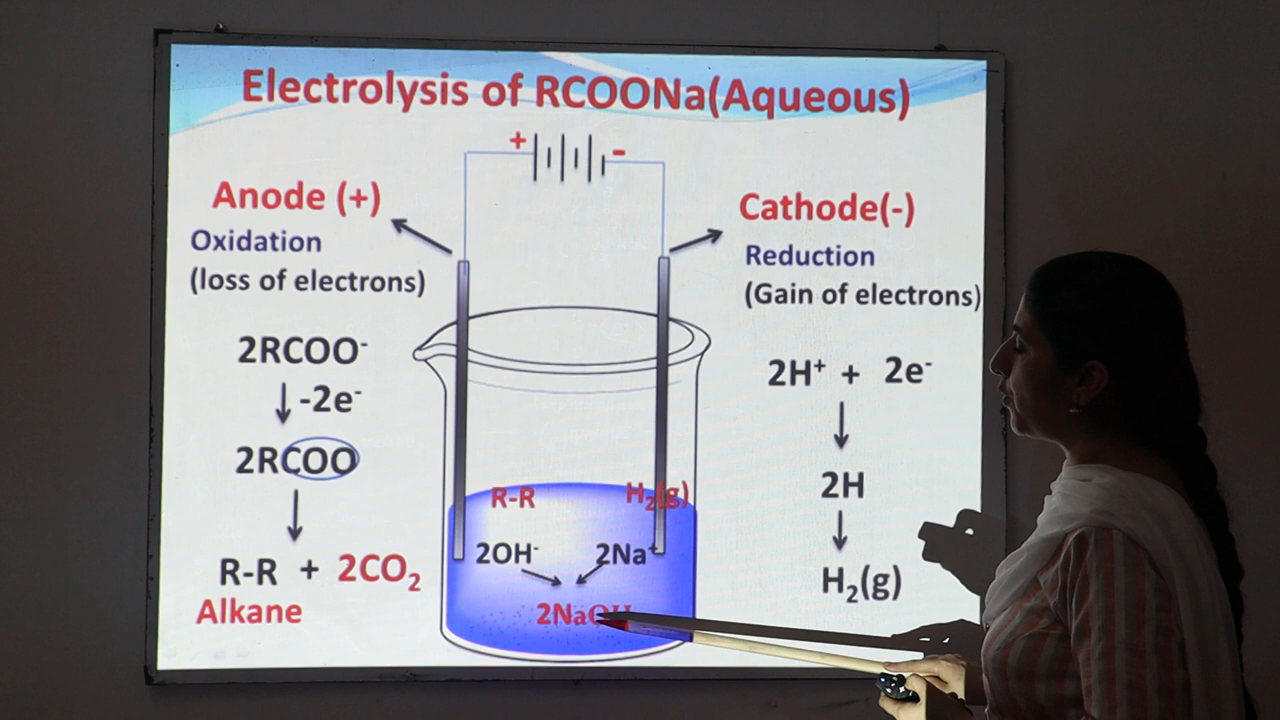 Electrolysis of RCOONa(Aqueous)
+ -
Anode (+)
Oxidation
(loss of electrons)
2RCOO⁻
-2e⁻
2RCOO
R-R + 2CO₂
Alkane
R-R H₂(g)
2OH⁻ 2Na⁺
2NaOH
Cathode(-)
Reduction
(Gain of electrons)
2H⁺ + 2e⁻
2H
H₂(g)